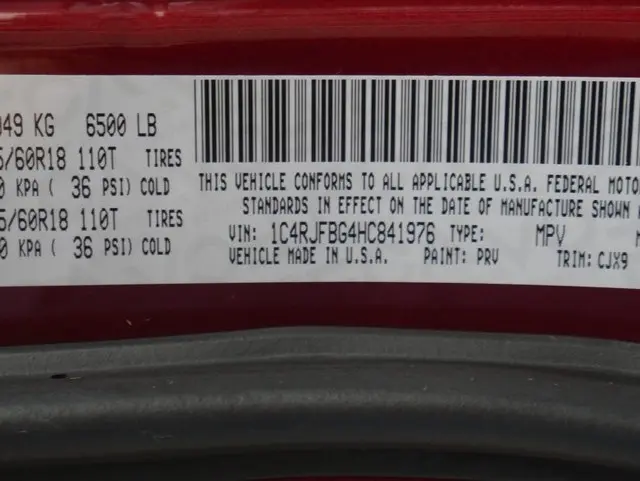 049 KG 6500 LB
5/60R18 110T TIRES
0 KPA ( 36 PSI) COLD
5/60R18 110T TIRES
0 KPA ( 36 PSI) COLD
THIS VEHICLE CONFORMS TO ALL APPLICABLE U.S.A. FEDERAL MOTO
STANDARDS IN EFFECT ON THE DATE OF MANUFACTURE SHOWN A
VIN: 1C4RJFBG4HC841976 TYPE: MPV M
VEHICLE MADE IN U.S.A. PAINT: PRV TRIM: CJX9